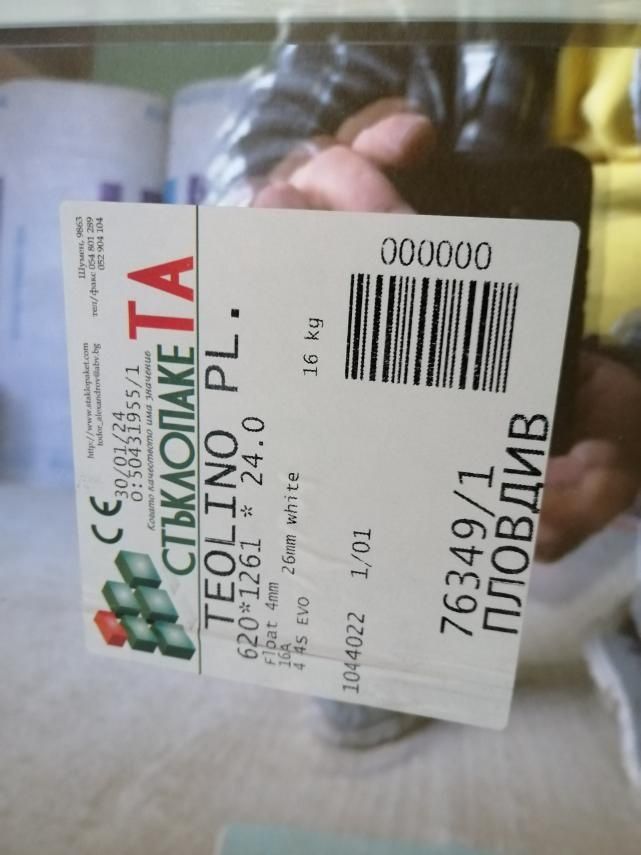 http://www.staklopaket.com
todor_alexandrov@abv.bg
Шумен, 9863
тел/факс 054 801 289
052 904 104
CE
30/01/24
O:50431955/1
Когато качеството има значение
СТЪКЛОПАКЕТА
TEOLINO PL.
620*1261 * 24.0
Float 4mm
16A 26mm white
4 4S EVO
16 kg
1044022 1/01
000000
76349/1
ПЛОВДИВ